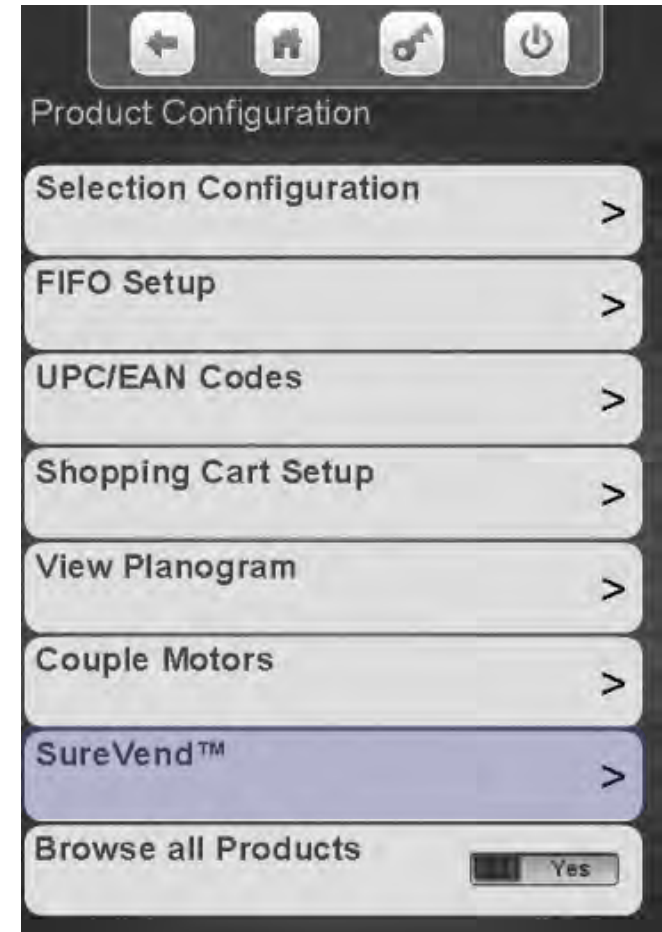 Product Configuration
Selection Configuration
>
FIFO Setup
>
UPC/EAN Codes
>
Shopping Cart Setup
>
View Planogram
>
Couple Motors
>
SureVend™
>
Browse all Products
Yes